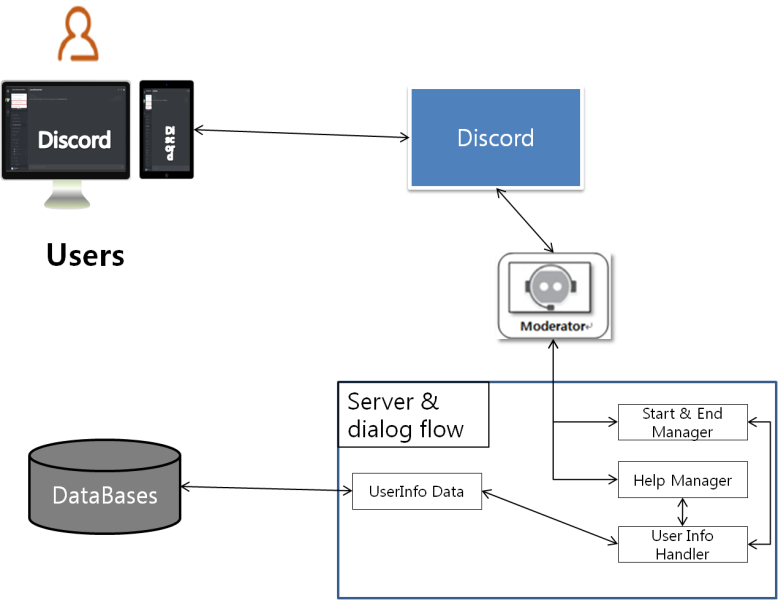 Discord
Discord
Users
Moderator
Server &
dialog flow
Start & End
Manager
Help Manager
DataBases
UserInfo Data
User Info
Handler